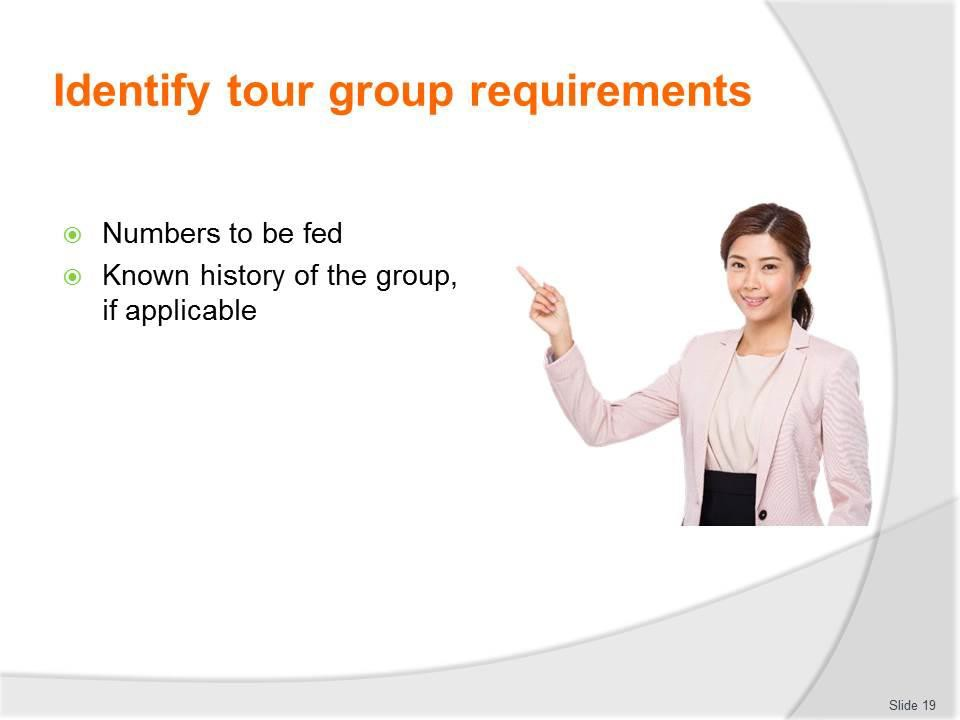 Identify tour group requirements
Numbers to be fed
Known history of the group,
if applicable
Slide 19